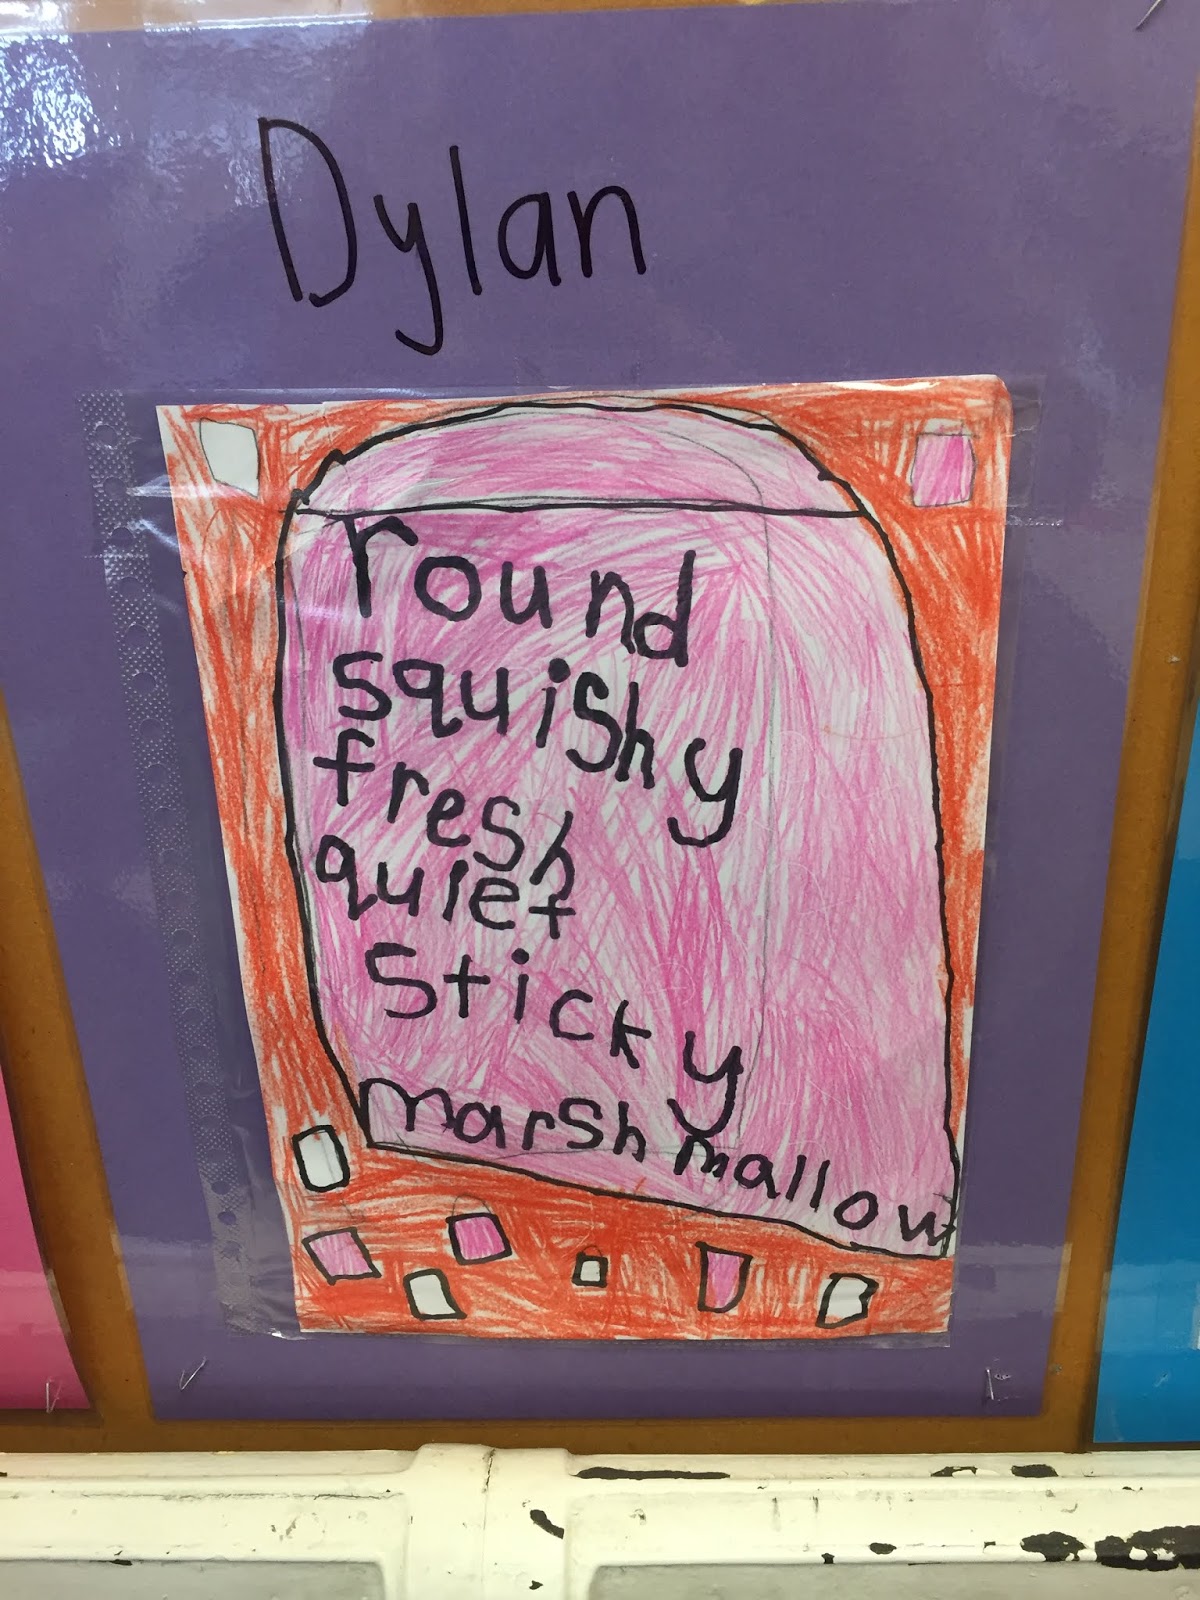 Dylan
round
squishy
fresh
quiet
Sticky
marshmallow